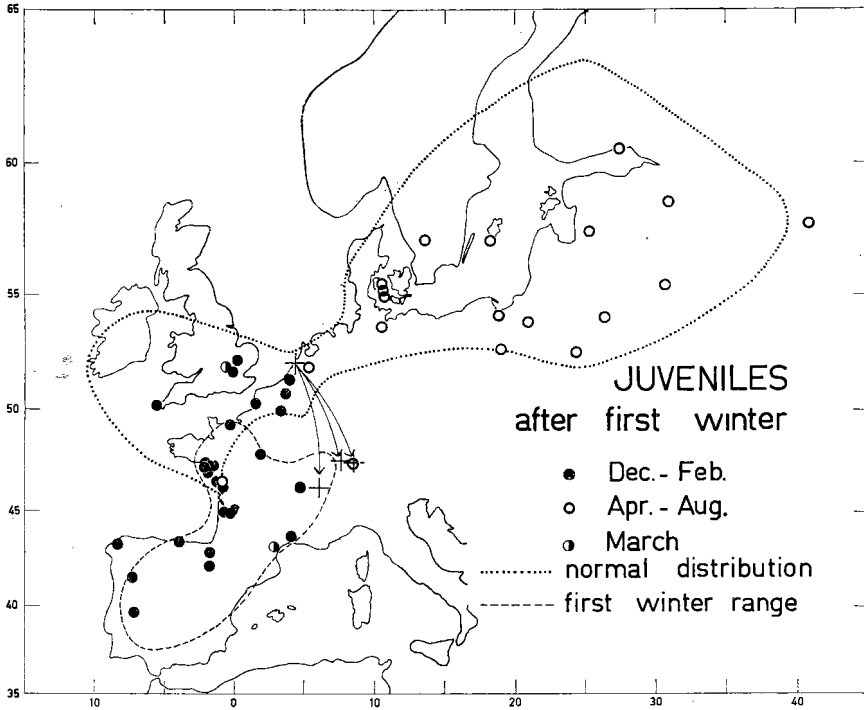 65
60
55
50
45
40
35
10
0
10
20
30
40
JUVENILES
after first winter
Dec.-Feb.
Apr.-Aug.
March
normal distribution
first winter range